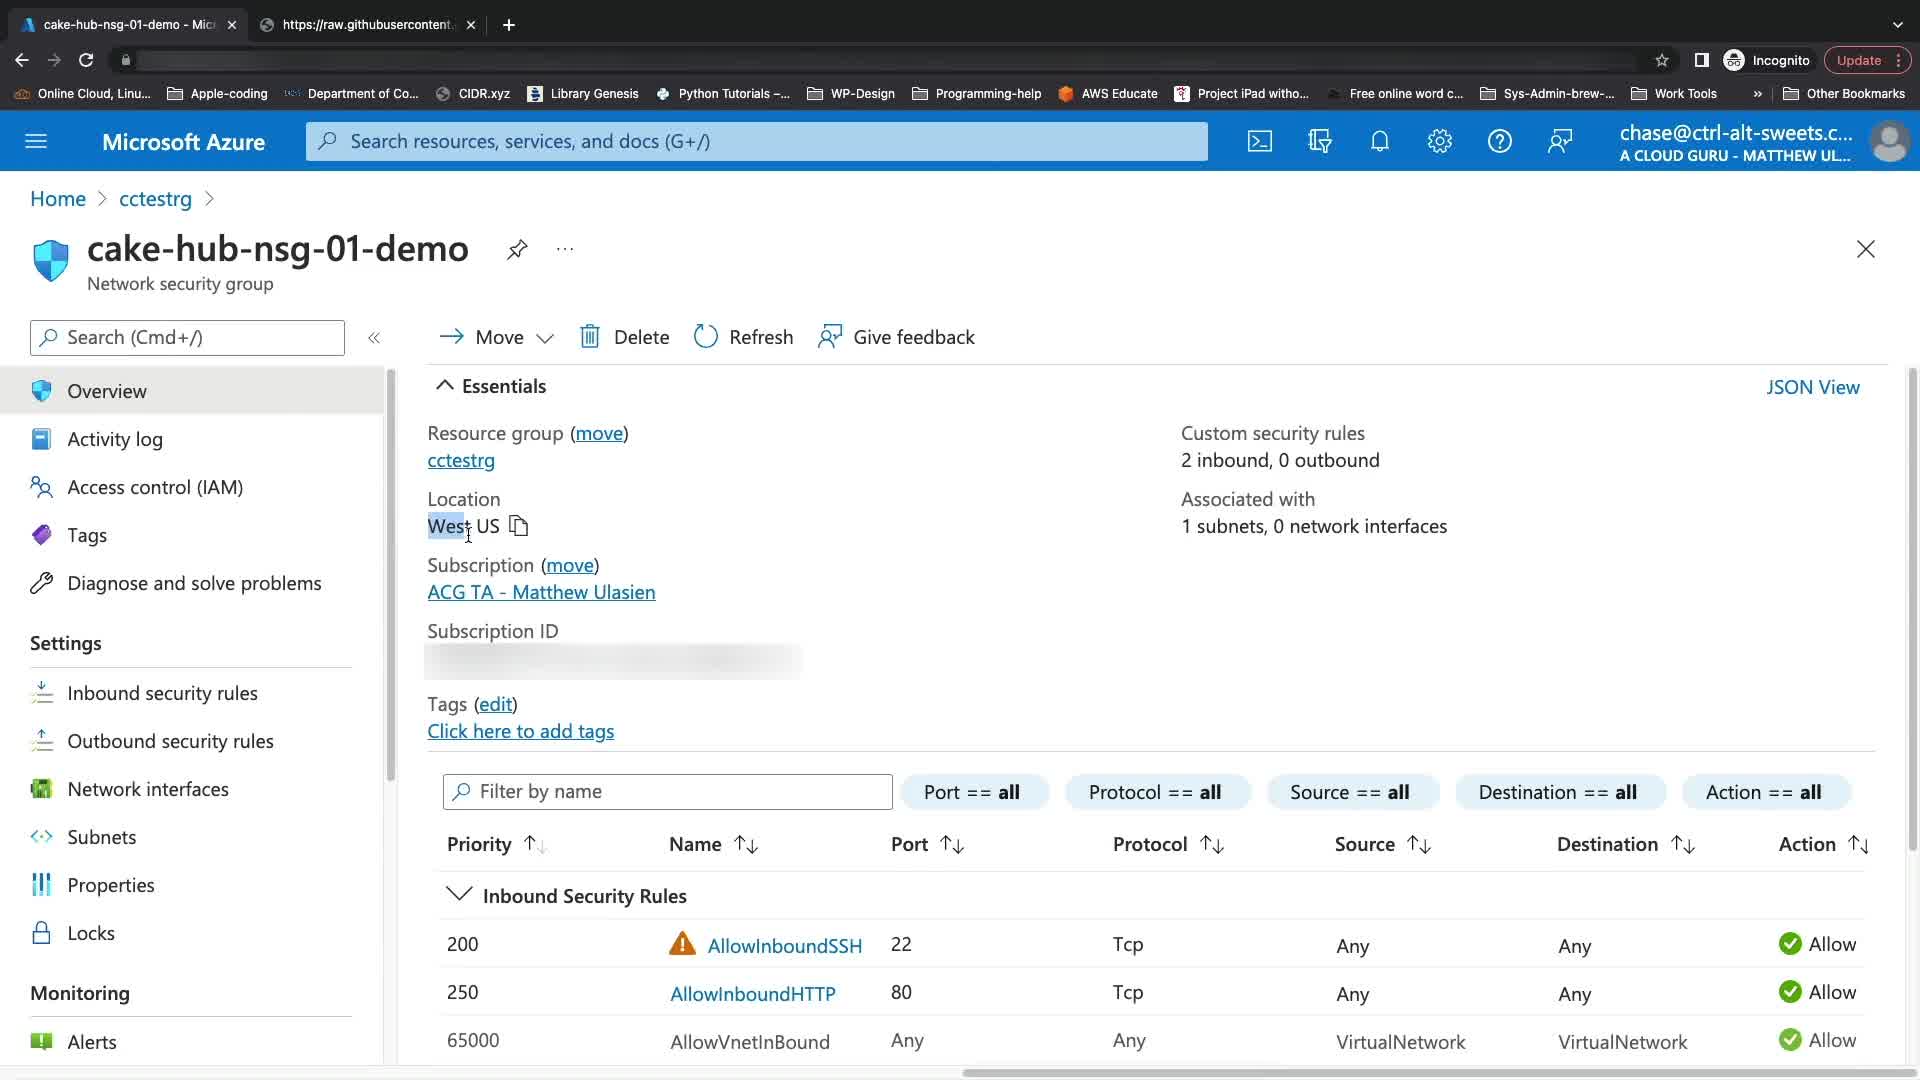 cake-hub-nsg-01-demo - Mic
https://raw.githubusercontent.
Incognito
Update
Online Cloud, Linu...
Apple-coding
Department of Co...
CIDR.xyz
Library Genesis
Python Tutorials –...
WP-Design
Programming-help
AWS Educate
Project iPad witho...
Free online word c...
Sys-Admin-brew-...
Work Tools
»
Other Bookmarks
Microsoft Azure
Search resources, services, and docs (G+/)
chase@ctrl-alt-sweets.c...
A CLOUD GURU - MATTHEW UL...
Home > cctestrg >
cake-hub-nsg-01-demo
...
Network security group
Search (Cmd+/)
«
Move
Delete
Refresh
Give feedback
Overview
Activity log
Access control (IAM)
Tags
Diagnose and solve problems
Settings
Inbound security rules
Outbound security rules
Network interfaces
Subnets
Properties
Locks
Monitoring
Alerts
Essentials
JSON View
Resource group (move)
cctestrg
Location
West US
Subscription (move)
ACG TA - Matthew Ulasien
Subscription ID
Tags (edit)
Click here to add tags
Custom security rules
2 inbound, 0 outbound
Associated with
1 subnets, 0 network interfaces
Filter by name
Port == all
Protocol == all
Source == all
Destination == all
Action == all
Priority Name Port Protocol Source Destination Action
Inbound Security Rules
200 AllowInboundSSH 22 Tcp Any Any Allow
250 AllowInboundHTTP 80 Tcp Any Any Allow
65000 AllowVnetInBound Any Any VirtualNetwork VirtualNetwork Allow